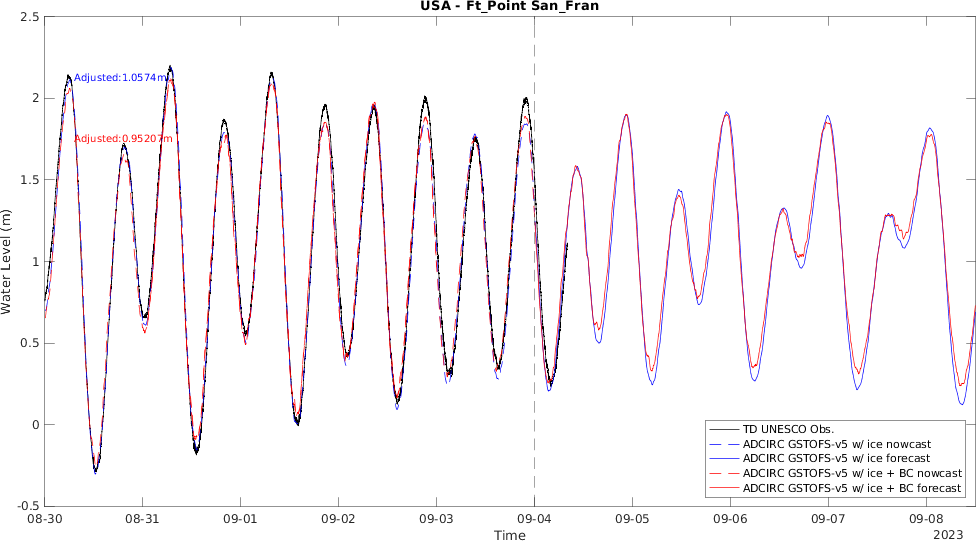 USA - Ft_Point San_Fran
Water Level (m)
2.5
2
1.5
1
0.5
0
-0.5
Adjusted:1.0574m
Adjusted:0.95207m
TD UNESCO Obs.
ADCIRC GSTOFS-v5 w/ ice nowcast
ADCIRC GSTOFS-v5 w/ ice forecast
ADCIRC GSTOFS-v5 w/ ice + BC nowcast
ADCIRC GSTOFS-v5 w/ ice + BC forecast
08-30 08-31 09-01 09-02 09-03 09-04 09-05 09-06 09-07 09-08
Time
2023